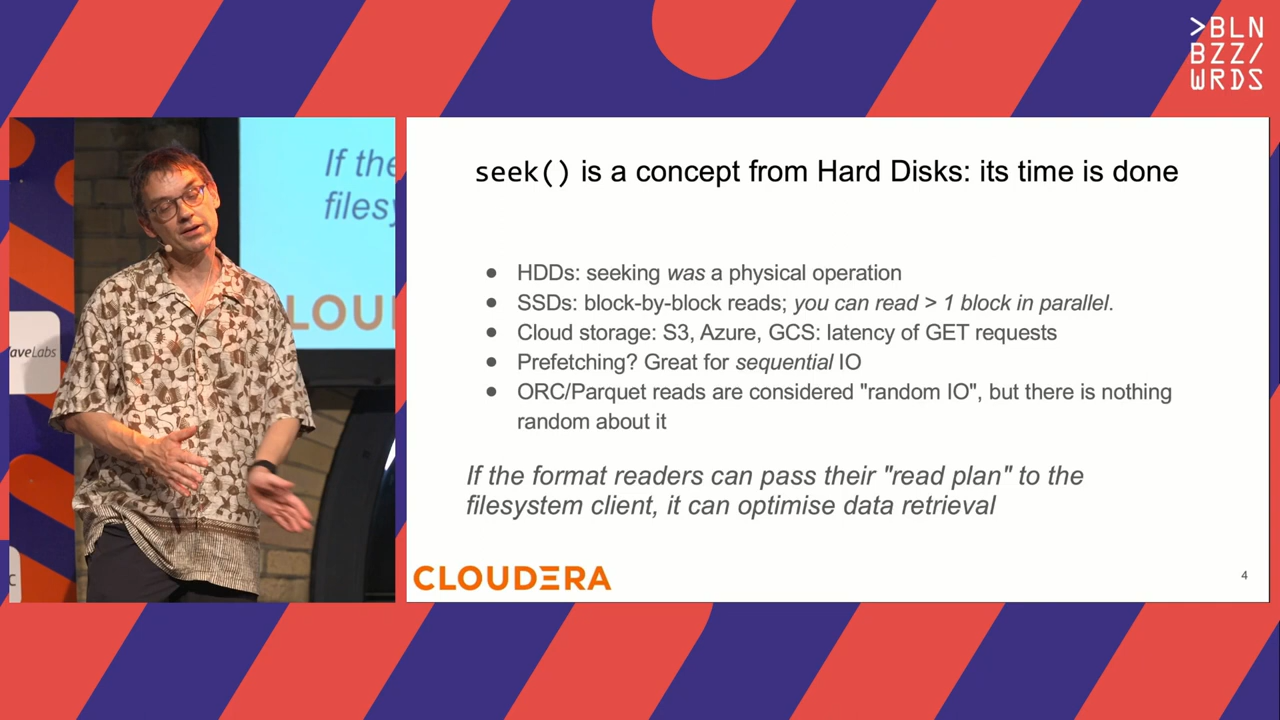 >BLN
BZZ/
WRDS
If the
filesy
LOUD
aveLabs
C
seek() is a concept from Hard Disks: its time is done
● HDDs: seeking was a physical operation
● SSDs: block-by-block reads; you can read > 1 block in parallel.
● Cloud storage: S3, Azure, GCS: latency of GET requests
● Prefetching? Great for sequential IO
● ORC/Parquet reads are considered "random IO", but there is nothing
random about it
If the format readers can pass their "read plan" to the
filesystem client, it can optimise data retrieval
CLOUDERA
4